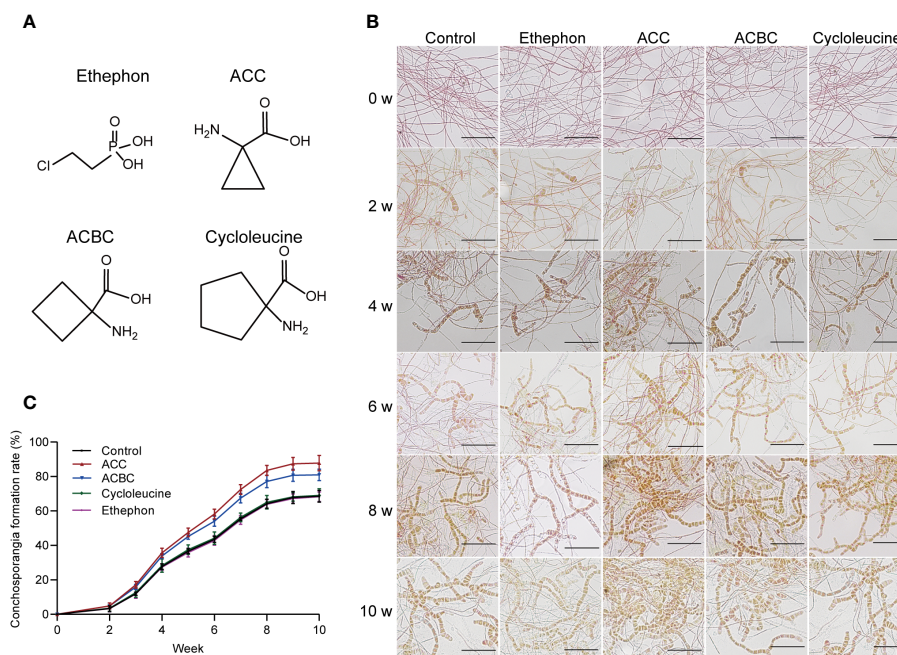 A
Ethephon
Cl
O
P
OH
OH
ACC
H₂N
O
OH
ACBC
O
OH
NH₂
Cycloleucine
O
OH
NH₂
B
Control Ethephon ACC ACBC Cycloleucine
0 w
2 w
4 w
6 w
8 w
10 w
C
Conchosporangia formation rate (%)
100
80
60
40
20
0
Control
ACC
ACBC
Cycloleucine
Ethephon
0 2 4 6 8 10
Week